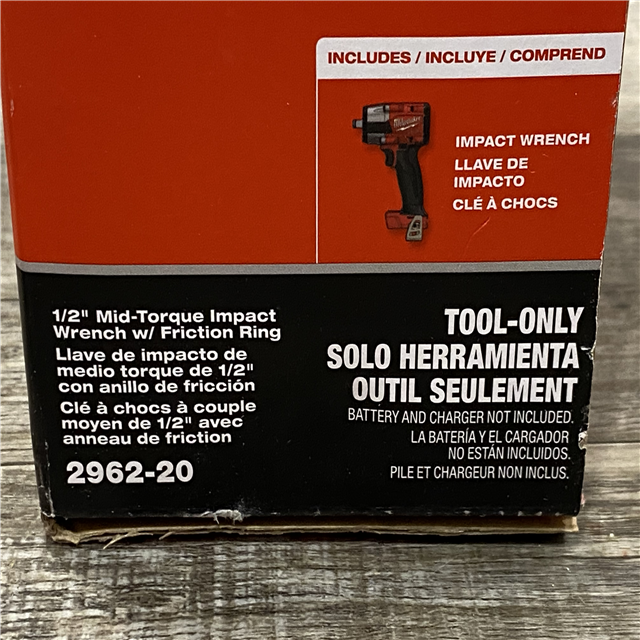 INCLUDES / INCLUYE / COMPREND
Milwaukee
IMPACT WRENCH
LLAVE DE
IMPACTO
CLÉ À CHOCS
1/2" Mid-Torque Impact
Wrench w/ Friction Ring
Llave de impacto de
medio torque de 1/2"
con anillo de fricción
Clé à chocs à couple
moyen de 1/2" avec
anneau de friction
2962-20
TOOL-ONLY
SOLO HERRAMIENTA
OUTIL SEULEMENT
BATTERY AND CHARGER NOT INCLUDED.
LA BATERÍA Y EL CARGADOR
NO ESTÁN INCLUIDOS.
PILE ET CHARGEUR NON INCLUS.